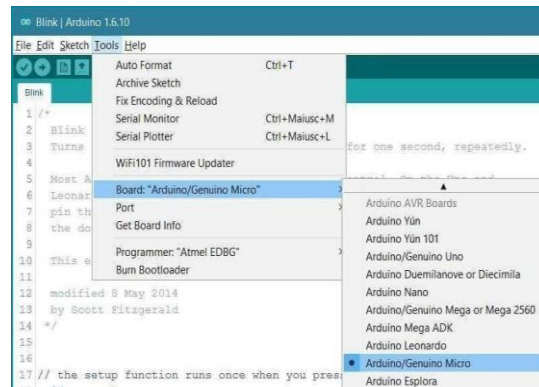 Blink | Arduino 1.6.10
File Edit Sketch Tools Help
Blink
Auto Format Ctrl+T
Archive Sketch
Fix Encoding & Reload
Serial Monitor Ctrl+Maiusc+M
Serial Plotter Ctrl+Maiusc+L
WiFi101 Firmware Updater
Board: "Arduino/Genuino Micro"
Port
Get Board Info
Programmer: "Atmel EDBG"
Burn Bootloader
Arduino AVR Boards
Arduino Yún
Arduino Yún 101
Arduino/Genuino Uno
Arduino Duemilanove or Diecimila
Arduino Nano
Arduino/Genuino Mega or Mega 2560
Arduino Mega ADK
Arduino Leonardo
Arduino/Genuino Micro
Arduino Esplora
1 /*
2 Blink
3 Turns for one second, repeatedly.
4
5 Most A
6 Leonar
7 pin th
8 the do
9
10 This e
11
12 modified 8 May 2014
13 by Scott Fitzgerald
14 */
15
16
17 // the setup function runs once when you pres